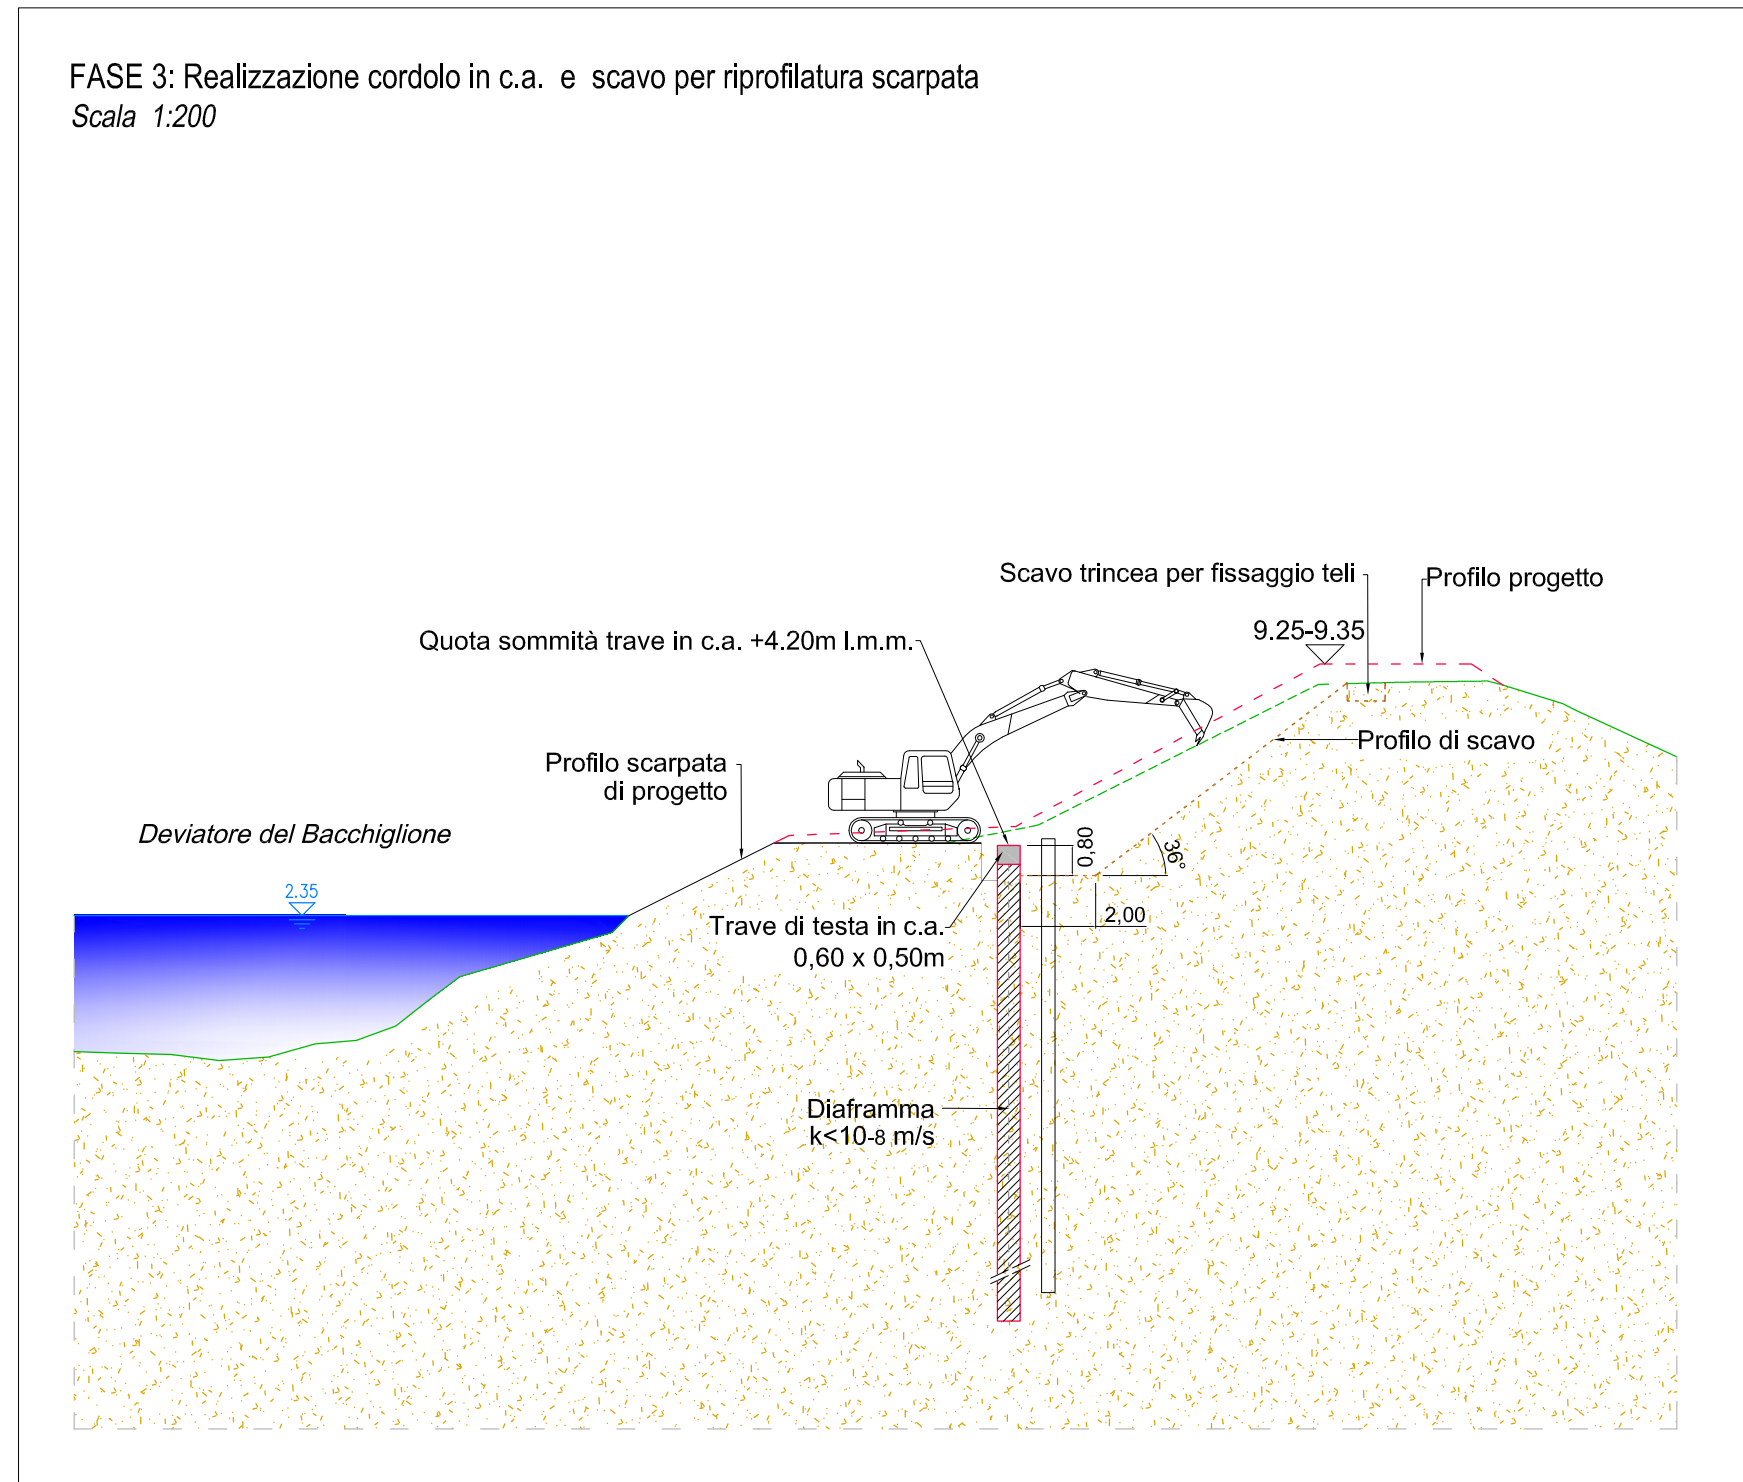 FASE 3: Realizzazione cordolo in c.a. e scavo per riprofilatura scarpata
Scala 1:200
Scavo trincea per fissaggio teli
Profilo progetto
9.25-9.35
Quota sommità trave in c.a. +4.20m l.m.m.
Profilo di scavo
Profilo scarpata
di progetto
Deviatore del Bacchiglione
2.35
0,80
36°
2,00
Trave di testa in c.a.
0,60 x 0,50m
Diaframma
k<10-8 m/s